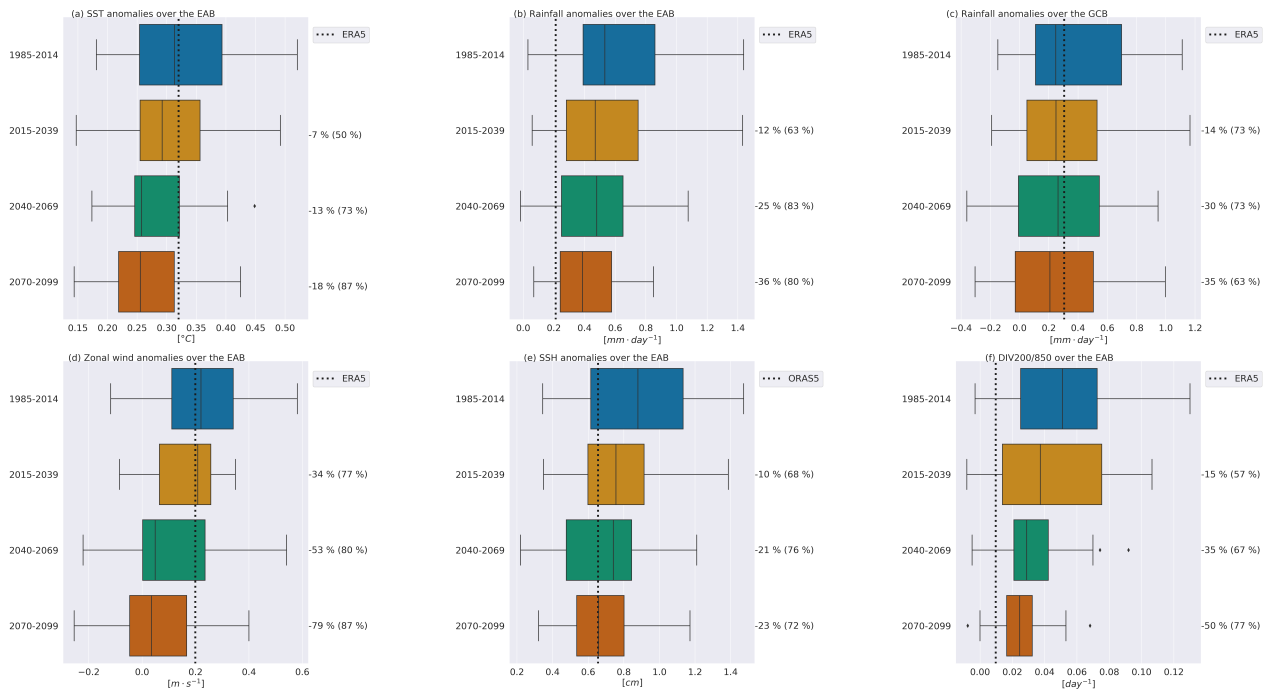 (a) SST anomalies over the EAB
ERA5
1985-2014
2015-2039
2040-2069
2070-2099
-7 % (50 %)
-13 % (73 %)
-18 % (87 %)
0.15 0.20 0.25 0.30 0.35 0.40 0.45 0.50
[°C]
(b) Rainfall anomalies over the EAB
ERA5
1985-2014
2015-2039
2040-2069
2070-2099
-12 % (63 %)
-25 % (83 %)
-36 % (80 %)
0.0 0.2 0.4 0.6 0.8 1.0 1.2 1.4
[mm · day⁻¹]
(c) Rainfall anomalies over the GCB
ERA5
1985-2014
2015-2039
2040-2069
2070-2099
-14 % (73 %)
-30 % (73 %)
-35 % (63 %)
−0.4 −0.2 0.0 0.2 0.4 0.6 0.8 1.0 1.2
[mm · day⁻¹]
(d) Zonal wind anomalies over the EAB
ERA5
1985-2014
2015-2039
2040-2069
2070-2099
-34 % (77 %)
-53 % (80 %)
-79 % (87 %)
−0.2 0.0 0.2 0.4 0.6
[m · s⁻¹]
(e) SSH anomalies over the EAB
ORAS5
1985-2014
2015-2039
2040-2069
2070-2099
-10 % (68 %)
-21 % (76 %)
-23 % (72 %)
0.2 0.4 0.6 0.8 1.0 1.2 1.4
[cm]
(f) DIV200/850 over the EAB
ERA5
1985-2014
2015-2039
2040-2069
2070-2099
-15 % (57 %)
-35 % (67 %)
-50 % (77 %)
0.00 0.02 0.04 0.06 0.08 0.10 0.12
[day⁻¹]